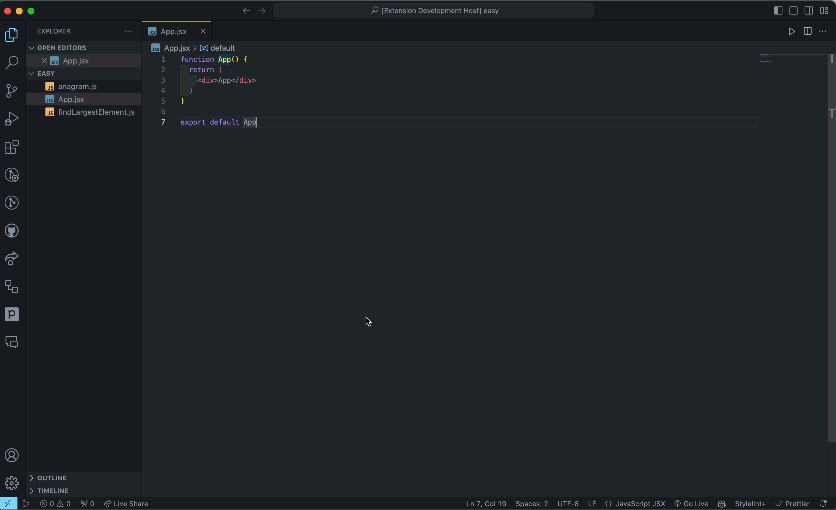 [Extension Development Host] easy
EXPLORER
App.jsx
OPEN EDITORS
App.jsx
EASY
anagram.js
App.jsx
findLargestElement.js
App.jsx > default
1 function App() {
2 return (
3 <div>App</div>
4 )
5 }
6
7 export default App
OUTLINE
TIMELINE
0 0 0 Live Share
Ln 7, Col 19 Spaces: 2 UTF-8 LF {} JavaScript JSX Go Live Stylelint+ Prettier